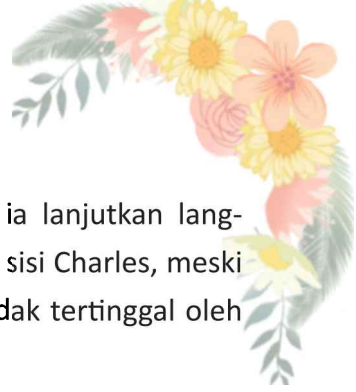 ia lanjutkan lang-
sisi Charles, meski
dak tertinggal oleh